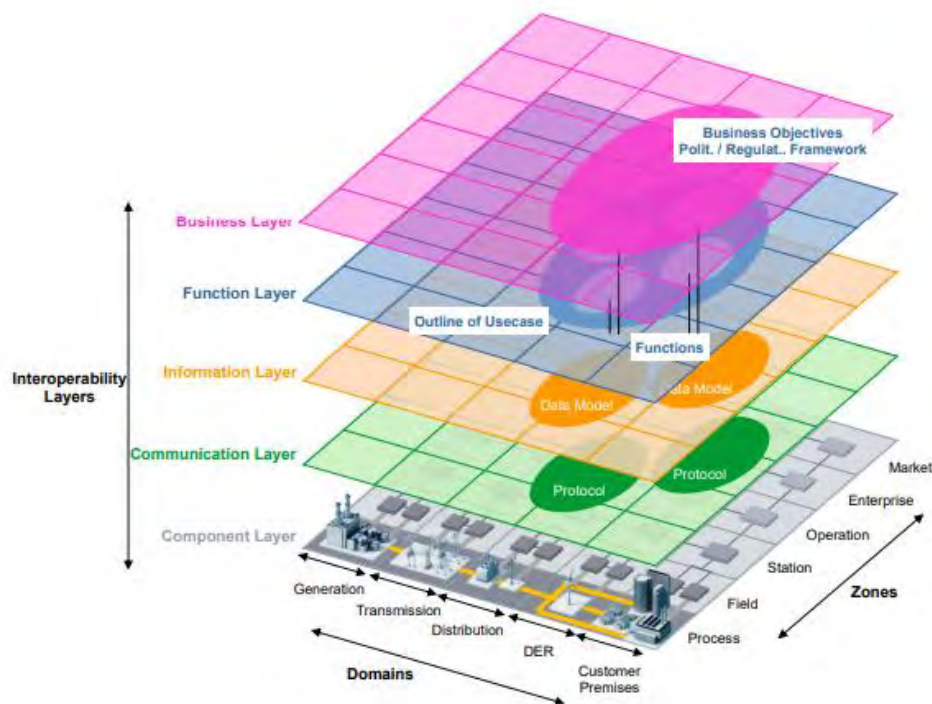 Business Objectives
Polit. / Regulat.. Framework
Business Layer
Function Layer
Outline of Usecase
Functions
Interoperability
Layers
Information Layer
Data Model
Data Model
Communication Layer
Protocol
Protocol
Component Layer
Market
Enterprise
Operation
Station
Field
Process
Zones
Generation
Transmission
Distribution
DER
Customer
Premises
Domains